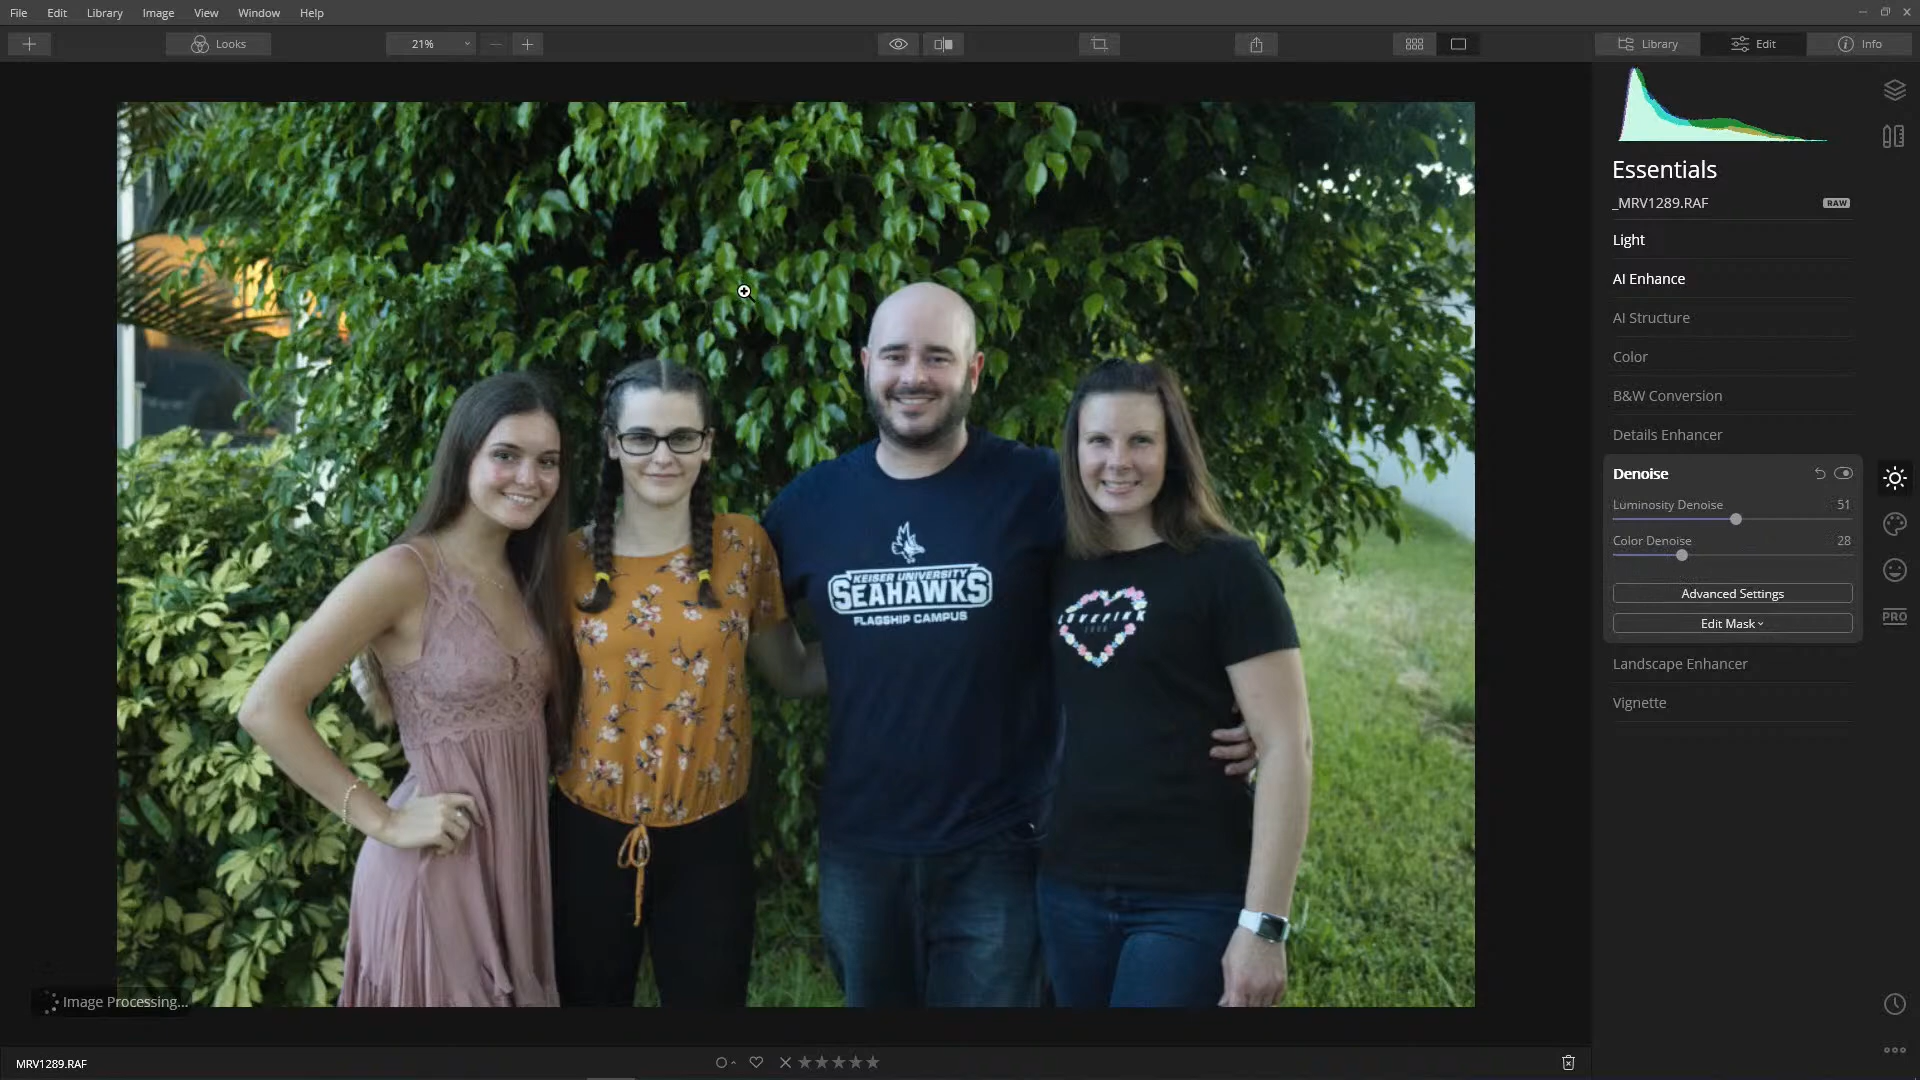 File Edit Library Image View Window Help
Looks 21% Library Edit Info
Essentials
_MRV1289.RAF RAW
Light
AI Enhance
AI Structure
Color
B&W Conversion
Details Enhancer
Denoise
Luminosity Denoise 51
Color Denoise 28
Advanced Settings
Edit Mask
PRO
Landscape Enhancer
Vignette
KEISER UNIVERSITY
SEAHAWKS
FLAGSHIP CAMPUS
LOVEPINK
Image Processing...
MRV1289.RAF